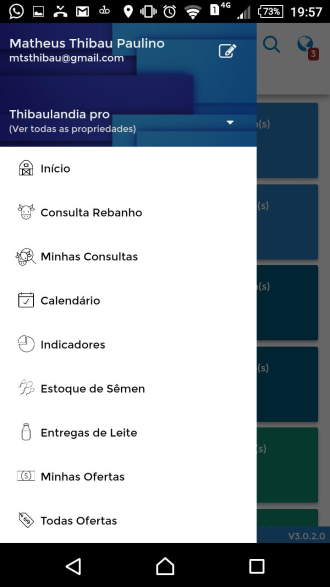 1 4G 73% 19:57
Matheus Thibau Paulino
mtsthibau@gmail.com
3
Thibaulandia pro
(Ver todas as propriedades)
(s)
Início
Consulta Rebanho
(s)
Minhas Consultas
(s)
Calendário
Indicadores
(s)
Estoque de Sêmen
Entregas de Leite
(s)
Minhas Ofertas
Todas Ofertas
V3.0.2.0